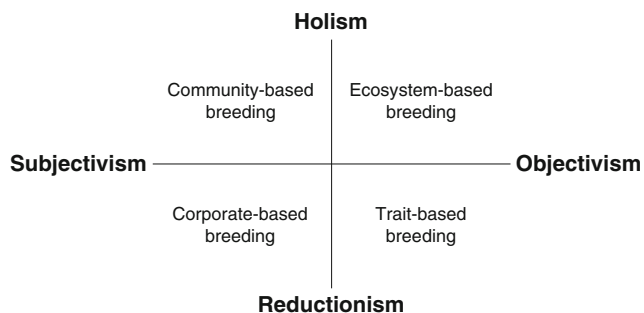 Holism
Community-based
breeding
Ecosystem-based
breeding
Subjectivism
Objectivism
Corporate-based
breeding
Trait-based
breeding
Reductionism